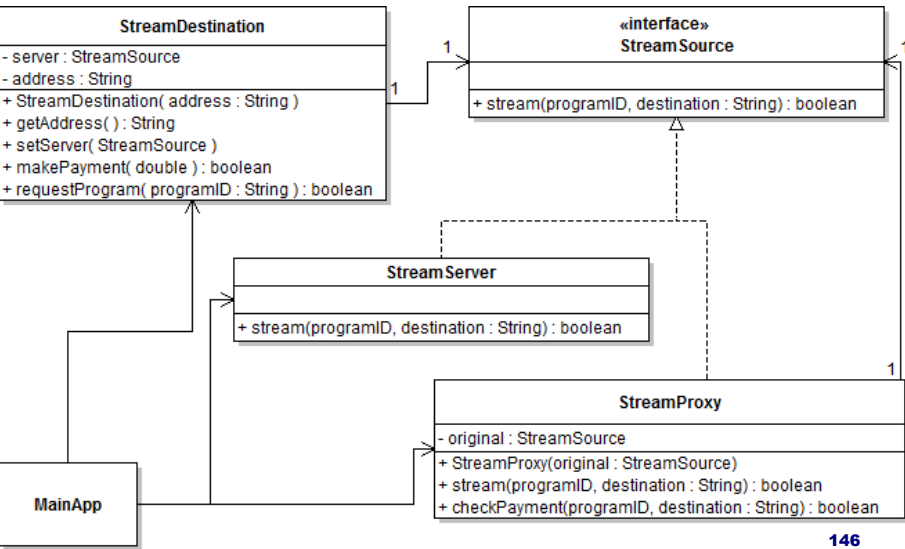 StreamDestination
- server : StreamSource
- address : String
+ StreamDestination( address : String )
+ getAddress( ) : String
+ setServer( StreamSource )
+ makePayment( double ) : boolean
+ requestProgram( programID : String ) : boolean
1
1
«interface»
StreamSource
+ stream(programID, destination : String) : boolean
1
StreamServer
+ stream(programID, destination : String) : boolean
1
StreamProxy
- original : StreamSource
+ StreamProxy(original : StreamSource)
+ stream(programID, destination : String) : boolean
+ checkPayment(programID, destination : String) : boolean
MainApp
146